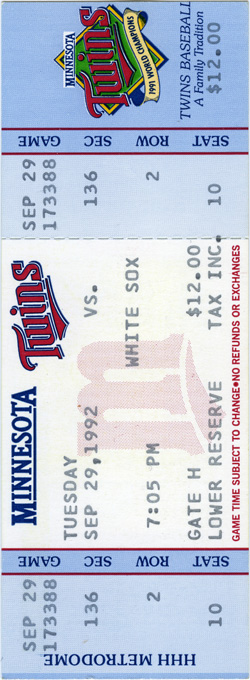 MINNESOTA
Twins
1991 WORLD CHAMPIONS
TWINS BASEBALL
A Family Tradition
$12.00
GAME SEC ROW SEAT
SEP 29 136 2 10
173388
MINNESOTA Twins
TUESDAY VS.
SEP 29,1992 WHITE SOX
7:05 PM
GATE H $12.00
LOWER RESERVE TAX INC.
GAME TIME SUBJECT TO CHANGE•NO REFUNDS OR EXCHANGES
GAME SEC ROW SEAT
SEP 29 136 2 10
173388
HHH METRODOME